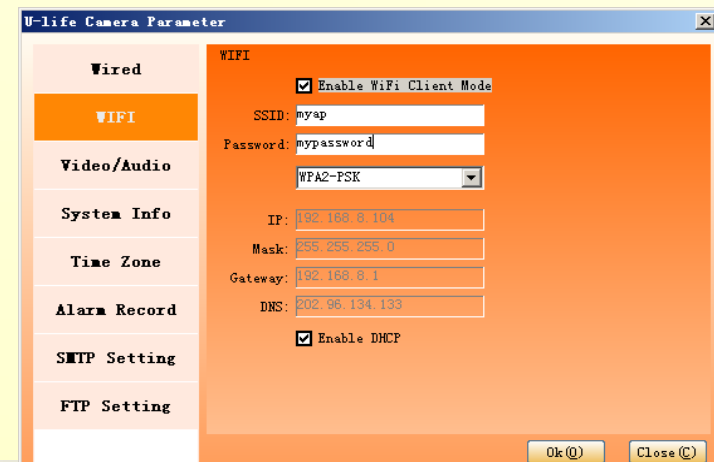 U-life Camera Parameter
Wired
WIFI
Video/Audio
System Info
Time Zone
Alarm Record
SMTP Setting
FTP Setting
WIFI
Enable WiFi Client Mode
SSID: myap
Password: mypassword
WPA2-PSK
IP: 192.168.8.104
Mask: 255.255.255.0
Gateway: 192.168.8.1
DNS: 202.96.134.133
Enable DHCP
Ok(O) Close(C)